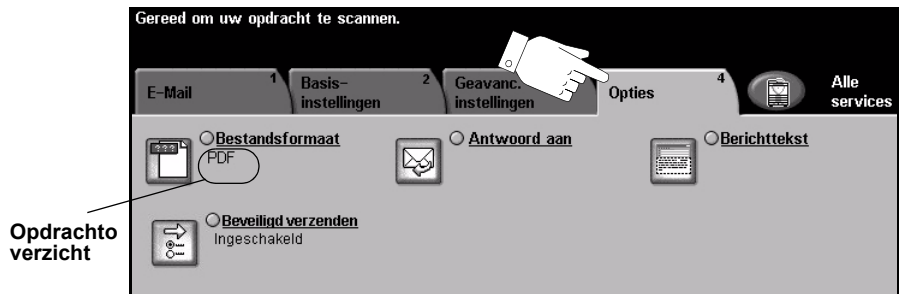 Gereed om uw opdracht te scannen.
E-Mail 1
Basis-
instellingen 2
Geavanc.
instellingen
Opties 4
Alle
services
Bestandsformaat
PDF
Antwoord aan
Berichttekst
Opdrachto
verzicht
Beveiligd verzenden
Ingeschakeld